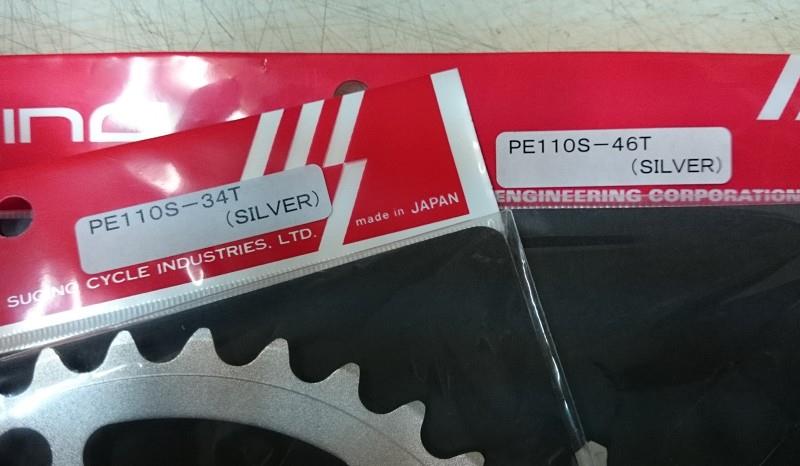 PE110S-46T
(SILVER)
ENGINEERING CORPORATION
PE110S-34T
(SILVER)
made in JAPAN
SUGINO CYCLE INDUSTRIES. LTD.